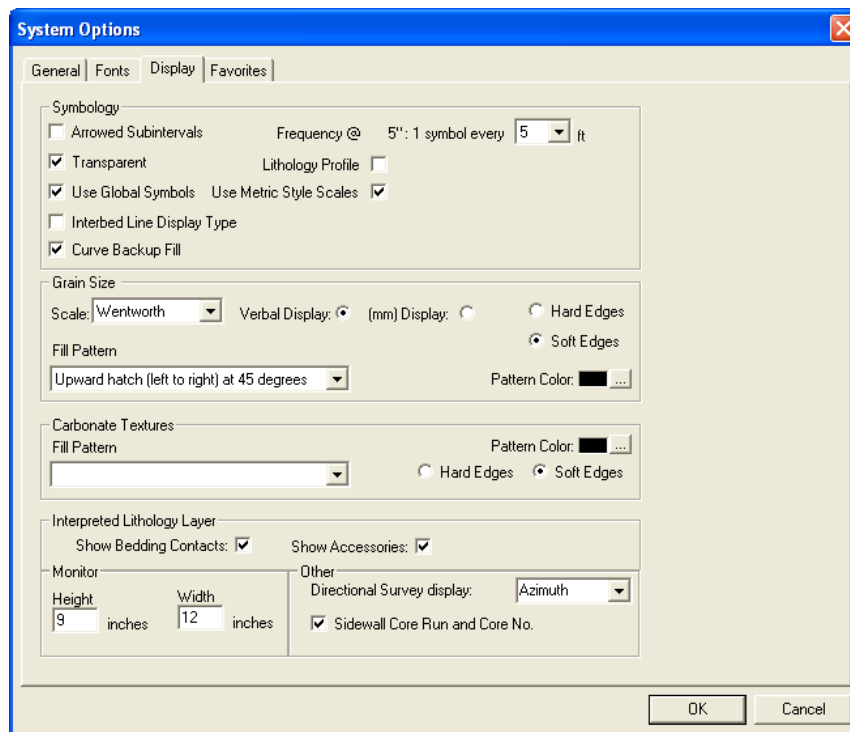 System Options
General Fonts Display Favorites
Symbology
Arrowed Subintervals Frequency @ 5'': 1 symbol every 5 ft
Transparent Lithology Profile
Use Global Symbols Use Metric Style Scales
Interbed Line Display Type
Curve Backup Fill
Grain Size
Scale: Wentworth Verbal Display: (mm) Display: Hard Edges
Soft Edges
Fill Pattern
Upward hatch (left to right) at 45 degrees Pattern Color: ...
Carbonate Textures
Fill Pattern Pattern Color: ...
Hard Edges Soft Edges
Interpreted Lithology Layer
Show Bedding Contacts: Show Accessories:
Monitor Other
Height Width Directional Survey display: Azimuth
9 inches 12 inches Sidewall Core Run and Core No.
OK Cancel